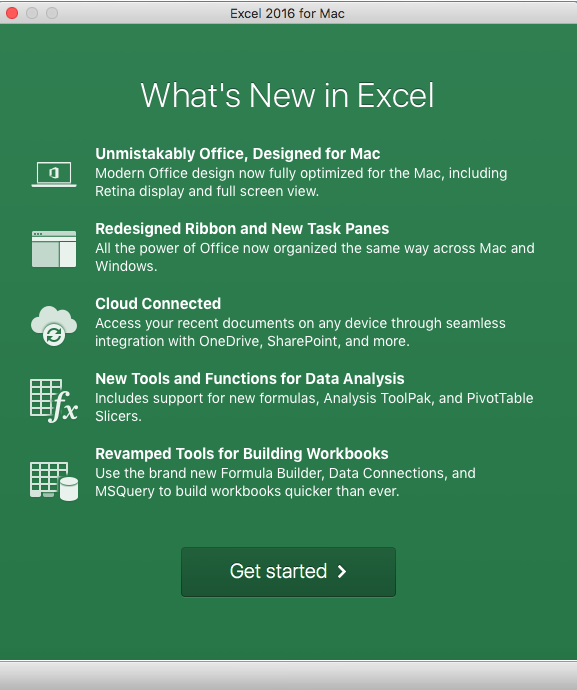 Excel 2016 for Mac
What's New in Excel
Unmistakably Office, Designed for Mac
Modern Office design now fully optimized for the Mac, including
Retina display and full screen view.
Redesigned Ribbon and New Task Panes
All the power of Office now organized the same way across Mac and
Windows.
Cloud Connected
Access your recent documents on any device through seamless
integration with OneDrive, SharePoint, and more.
New Tools and Functions for Data Analysis
Includes support for new formulas, Analysis ToolPak, and PivotTable
Slicers.
fx
Revamped Tools for Building Workbooks
Use the brand new Formula Builder, Data Connections, and
MSQuery to build workbooks quicker than ever.
Get started